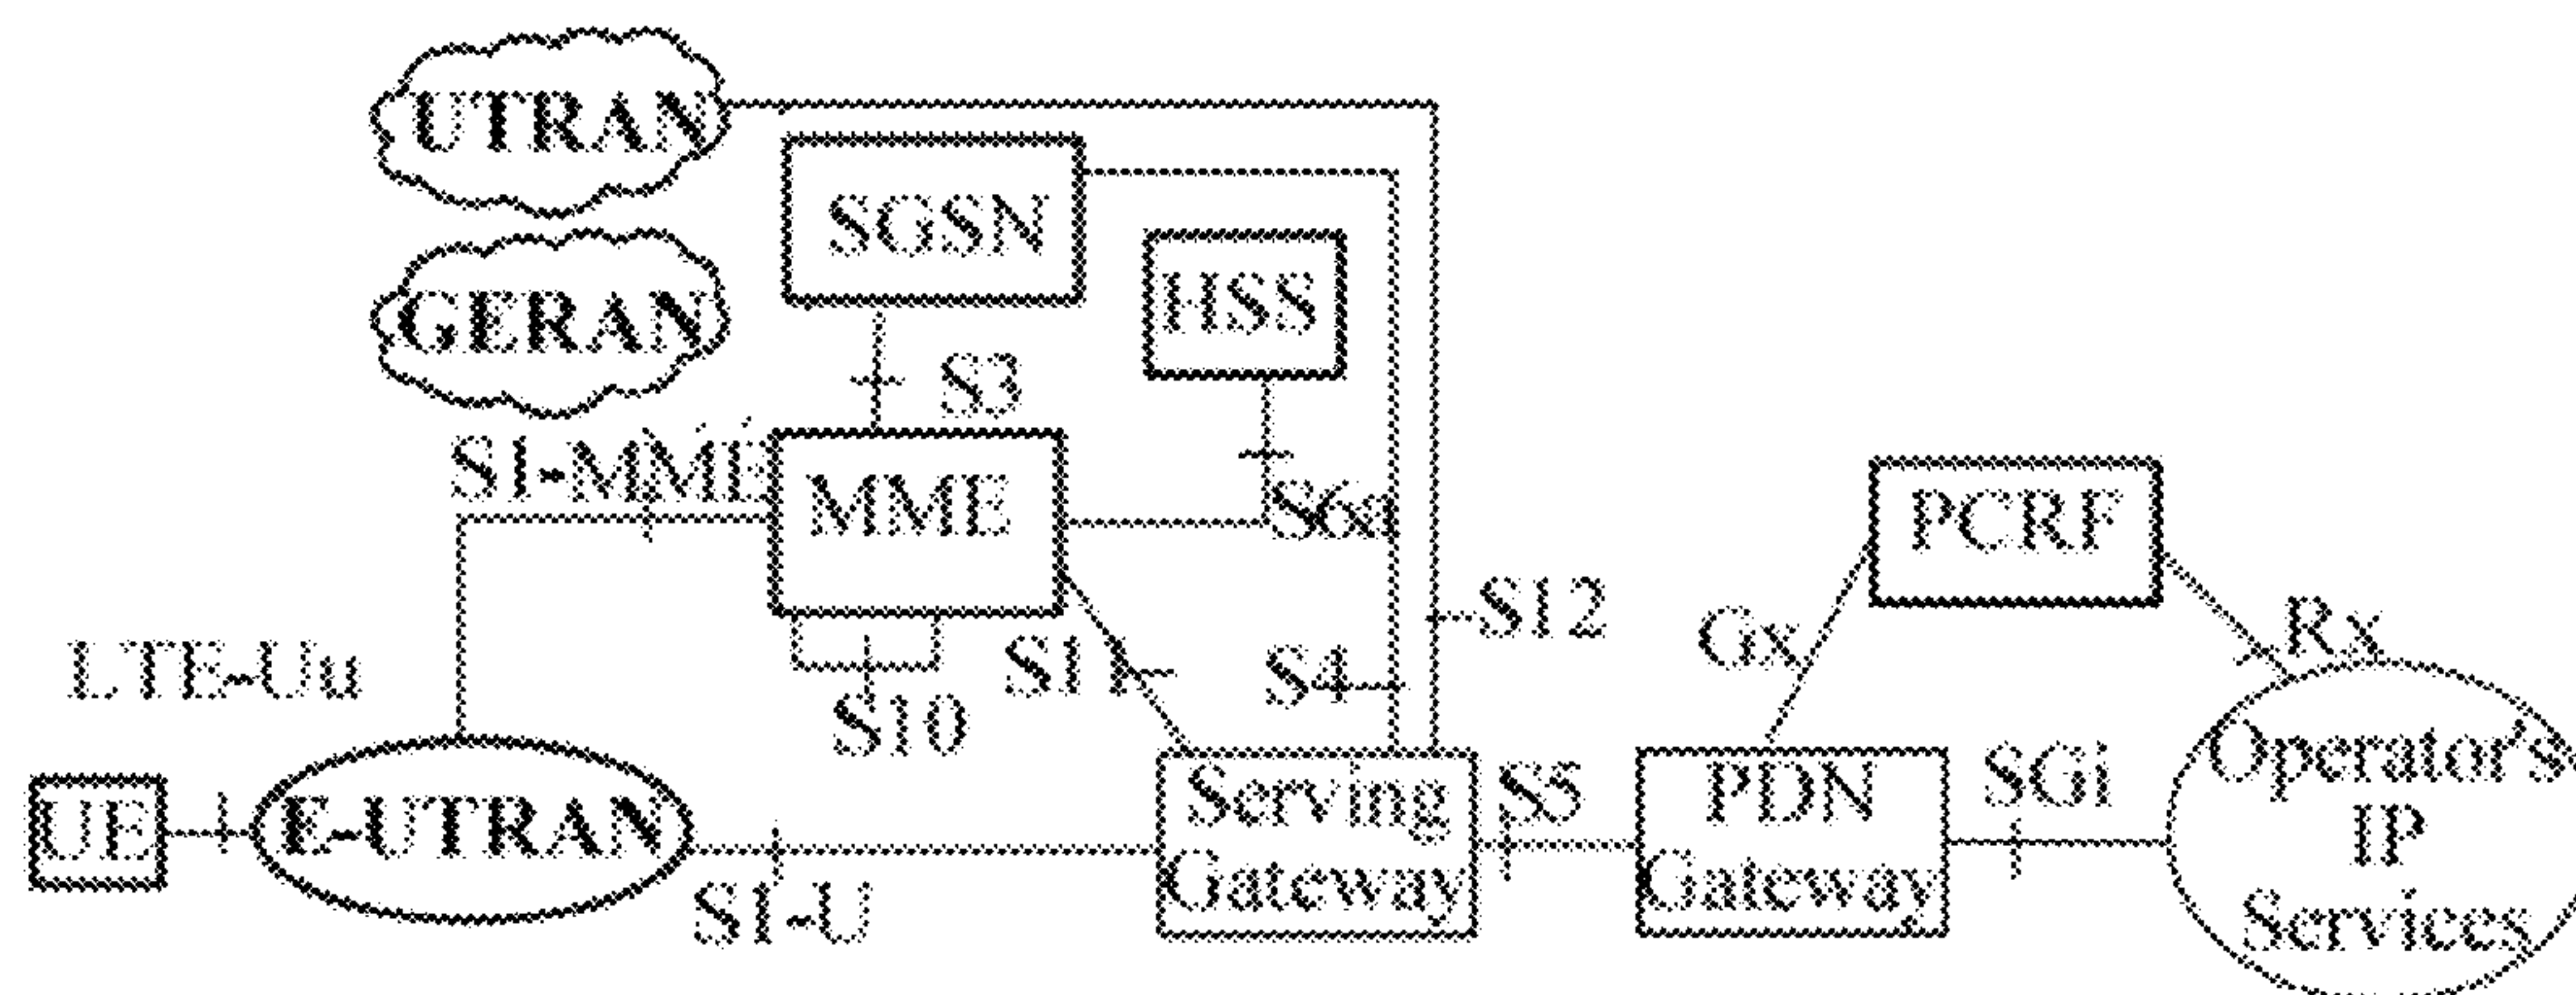 UTRAN
SGSN
HSS
GERAN
S3
S1-MME
MME
S6a
PCRF
S12
Gx
Rx
LTE-Uu
S11
S4
S10
Operator's
IP
Services
UE
E-UTRAN
S1-U
Serving
Gateway
S5
PDN
Gateway
SGi